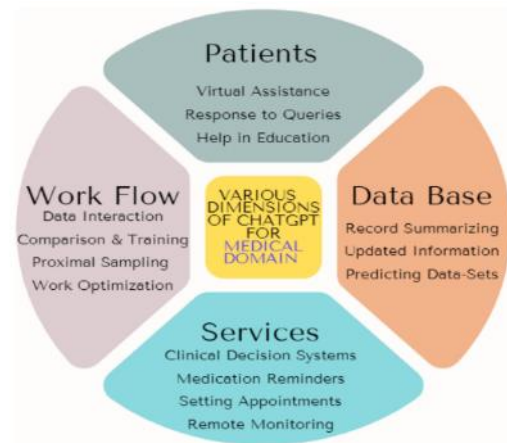 Patients
Virtual Assistance
Response to Queries
Help in Education
Work Flow
Data Interaction
Comparison & Training
Proximal Sampling
Work Optimization
VARIOUS
DIMENSIONS
OF CHATGPT
FOR
MEDICAL
DOMAIN
Data Base
Record Summarizing
Updated Information
Predicting Data-Sets
Services
Clinical Decision Systems
Medication Reminders
Setting Appointments
Remote Monitoring